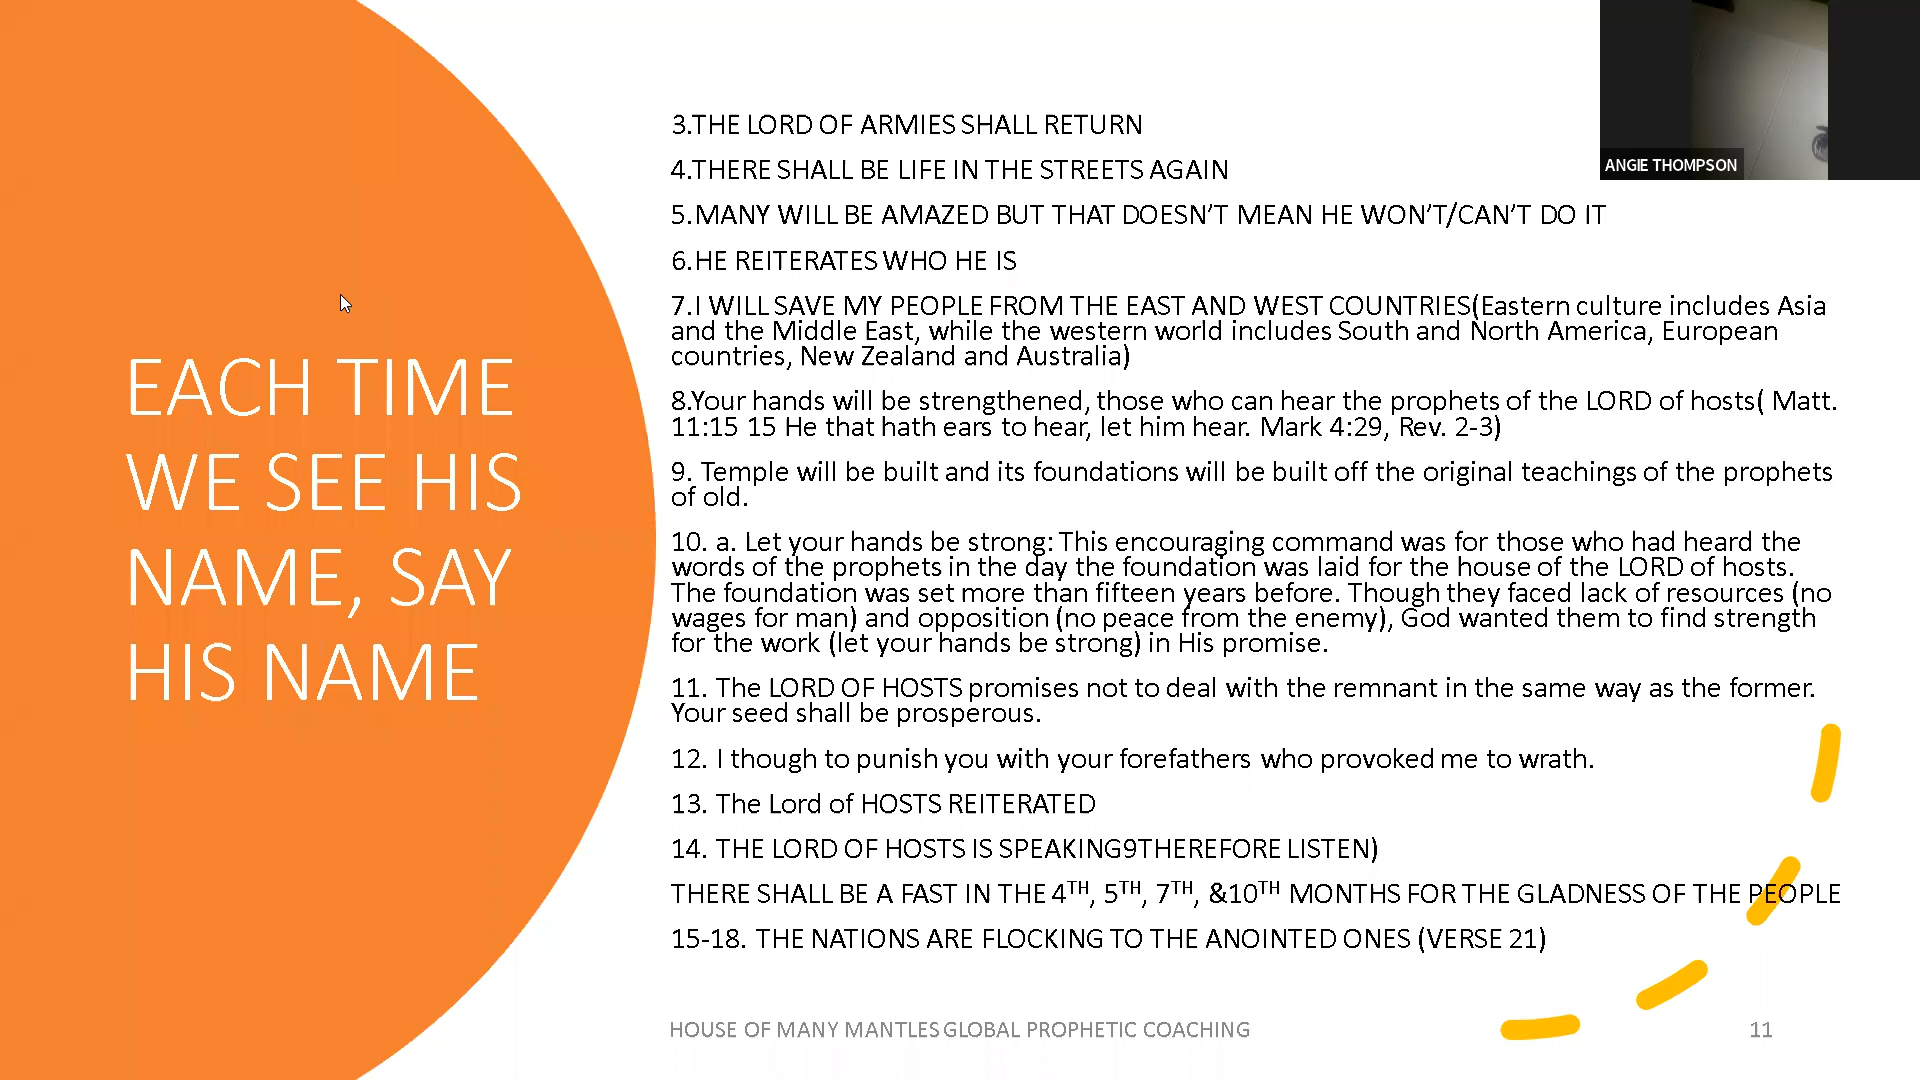 ANGIE THOMPSON
EACH TIME
WE SEE HIS
NAME, SAY
HIS NAME
3.THE LORD OF ARMIES SHALL RETURN
4.THERE SHALL BE LIFE IN THE STREETS AGAIN
5.MANY WILL BE AMAZED BUT THAT DOESN’T MEAN HE WON’T/CAN’T DO IT
6.HE REITERATES WHO HE IS
7.I WILL SAVE MY PEOPLE FROM THE EAST AND WEST COUNTRIES(Eastern culture includes Asia
and the Middle East, while the western world includes South and North America, European
countries, New Zealand and Australia)
8.Your hands will be strengthened, those who can hear the prophets of the LORD of hosts( Matt.
11:15 15 He that hath ears to hear, let him hear. Mark 4:29, Rev. 2-3)
9. Temple will be built and its foundations will be built off the original teachings of the prophets
of old.
10. a. Let your hands be strong: This encouraging command was for those who had heard the
words of the prophets in the day the foundation was laid for the house of the LORD of hosts.
The foundation was set more than fifteen years before. Though they faced lack of resources (no
wages for man) and opposition (no peace from the enemy), God wanted them to find strength
for the work (let your hands be strong) in His promise.
11. The LORD OF HOSTS promises not to deal with the remnant in the same way as the former.
Your seed shall be prosperous.
12. I though to punish you with your forefathers who provoked me to wrath.
13. The Lord of HOSTS REITERATED
14. THE LORD OF HOSTS IS SPEAKING9THEREFORE LISTEN)
THERE SHALL BE A FAST IN THE 4TH, 5TH, 7TH, &10TH MONTHS FOR THE GLADNESS OF THE PEOPLE
15-18. THE NATIONS ARE FLOCKING TO THE ANOINTED ONES (VERSE 21)
HOUSE OF MANY MANTLES GLOBAL PROPHETIC COACHING
11